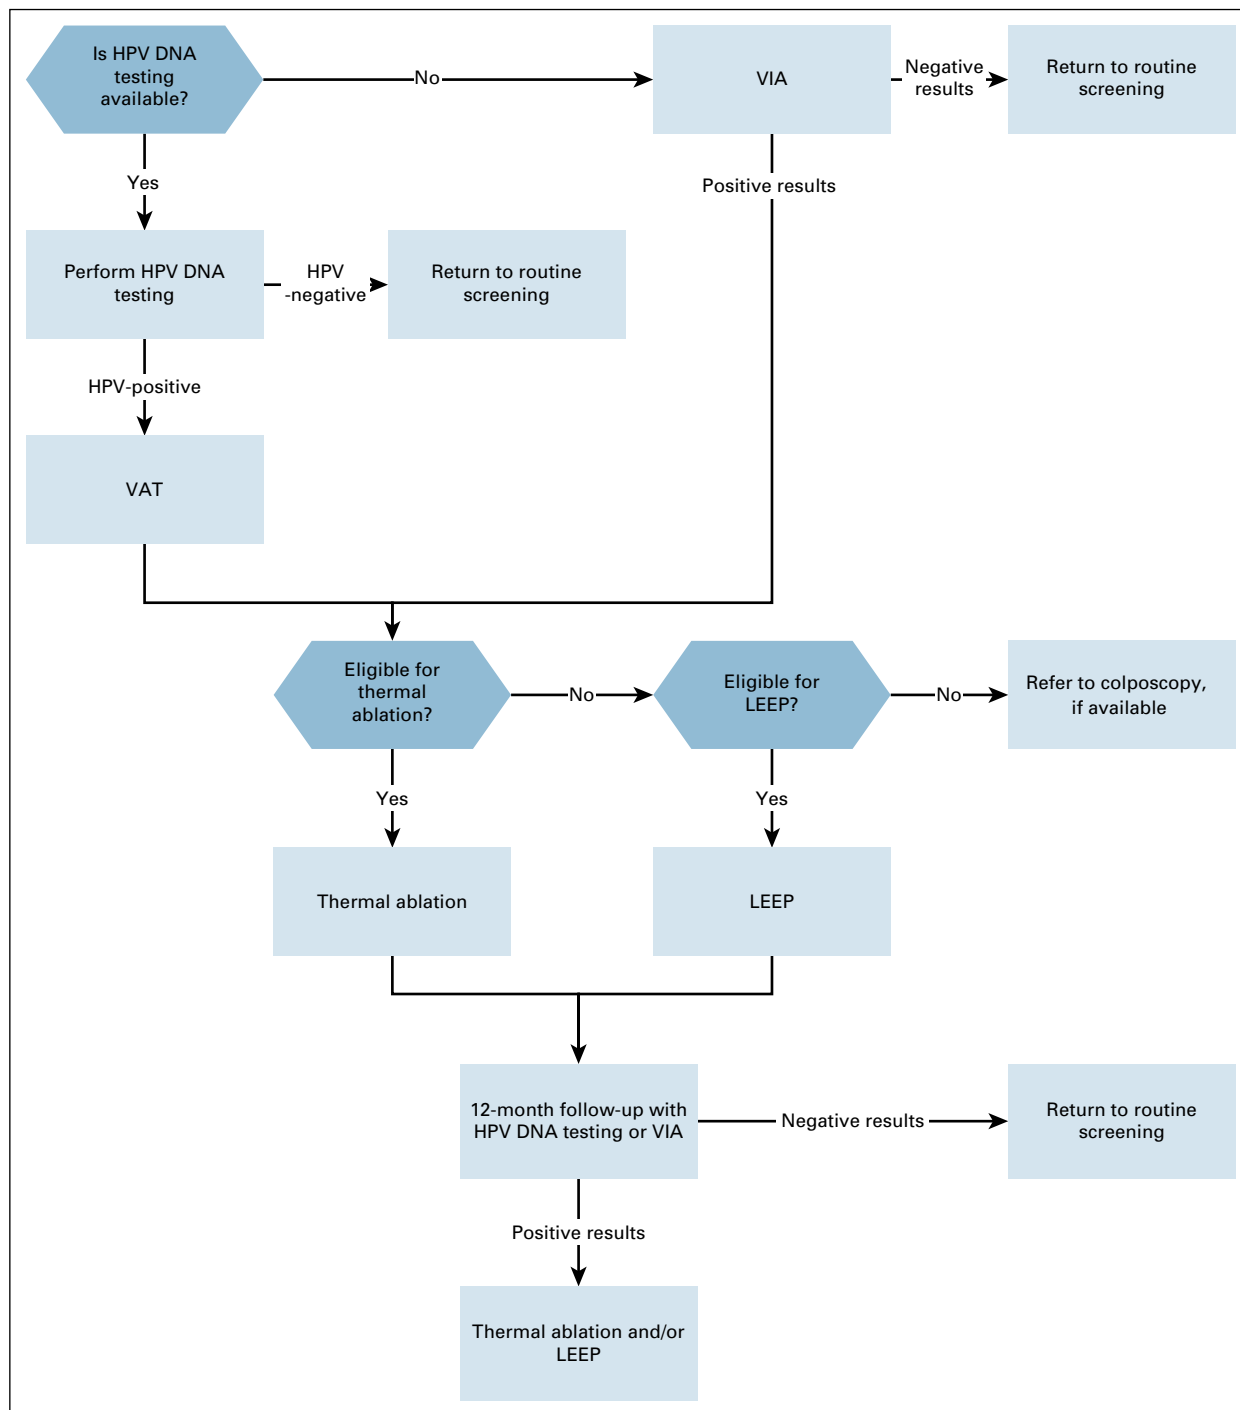 Is HPV DNA
testing
available?
No
VIA
Negative
results
Return to routine
screening
Yes
Positive results
Perform HPV DNA
testing
HPV
-negative
Return to routine
screening
HPV-positive
VAT
Eligible for
thermal
ablation?
No
Eligible for
LEEP?
No
Refer to colposcopy,
if available
Yes
Yes
Thermal ablation
LEEP
12-month follow-up with
HPV DNA testing or VIA
Negative results
Return to routine
screening
Positive results
Thermal ablation and/or
LEEP